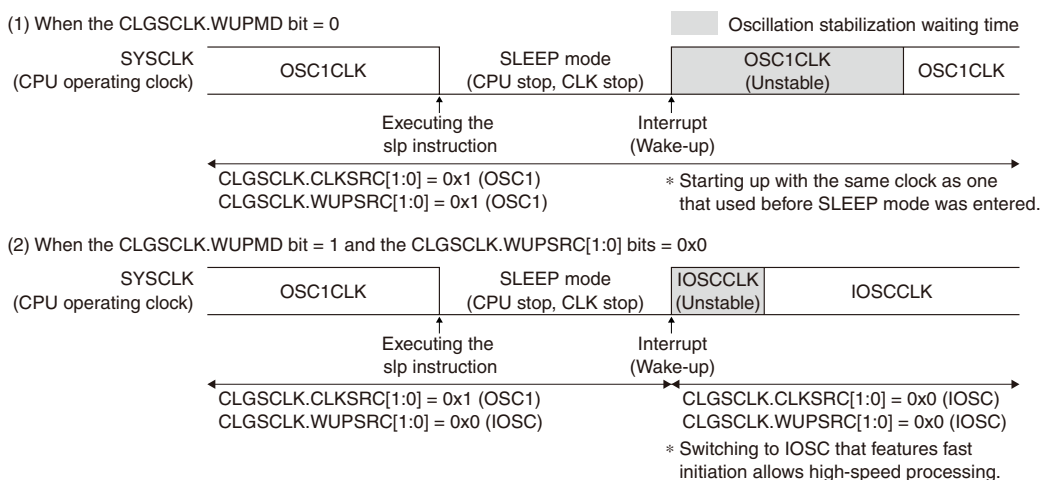 (1) When the CLGSCLK.WUPMD bit = 0
Oscillation stabilization waiting time
SYSCLK
(CPU operating clock)
OSC1CLK
SLEEP mode
(CPU stop, CLK stop)
OSC1CLK
(Unstable)
OSC1CLK
Executing the
slp instruction
Interrupt
(Wake-up)
CLGSCLK.CLKSRC[1:0] = 0x1 (OSC1)
CLGSCLK.WUPSRC[1:0] = 0x1 (OSC1)
* Starting up with the same clock as one
that used before SLEEP mode was entered.
(2) When the CLGSCLK.WUPMD bit = 1 and the CLGSCLK.WUPSRC[1:0] bits = 0x0
SYSCLK
(CPU operating clock)
OSC1CLK
SLEEP mode
(CPU stop, CLK stop)
IOSCCLK
(Unstable)
IOSCCLK
Executing the
slp instruction
Interrupt
(Wake-up)
CLGSCLK.CLKSRC[1:0] = 0x1 (OSC1)
CLGSCLK.WUPSRC[1:0] = 0x0 (IOSC)
CLGSCLK.CLKSRC[1:0] = 0x0 (IOSC)
CLGSCLK.WUPSRC[1:0] = 0x0 (IOSC)
* Switching to IOSC that features fast
initiation allows high-speed processing.